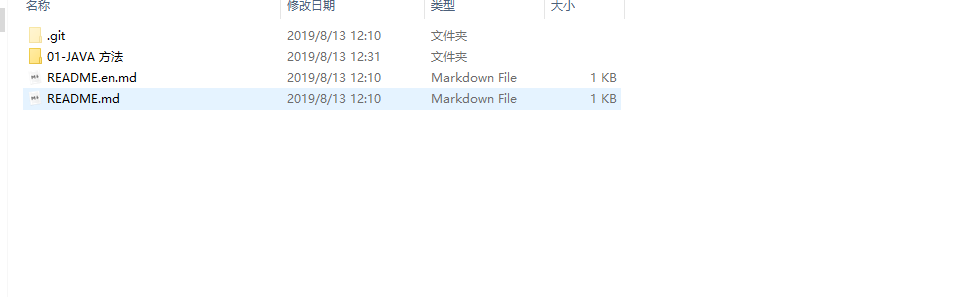 名称 修改日期 类型 大小
.git 2019/8/13 12:10 文件夹
01-JAVA 方法 2019/8/13 12:31 文件夹
README.en.md 2019/8/13 12:10 Markdown File 1 KB
README.md 2019/8/13 12:10 Markdown File 1 KB